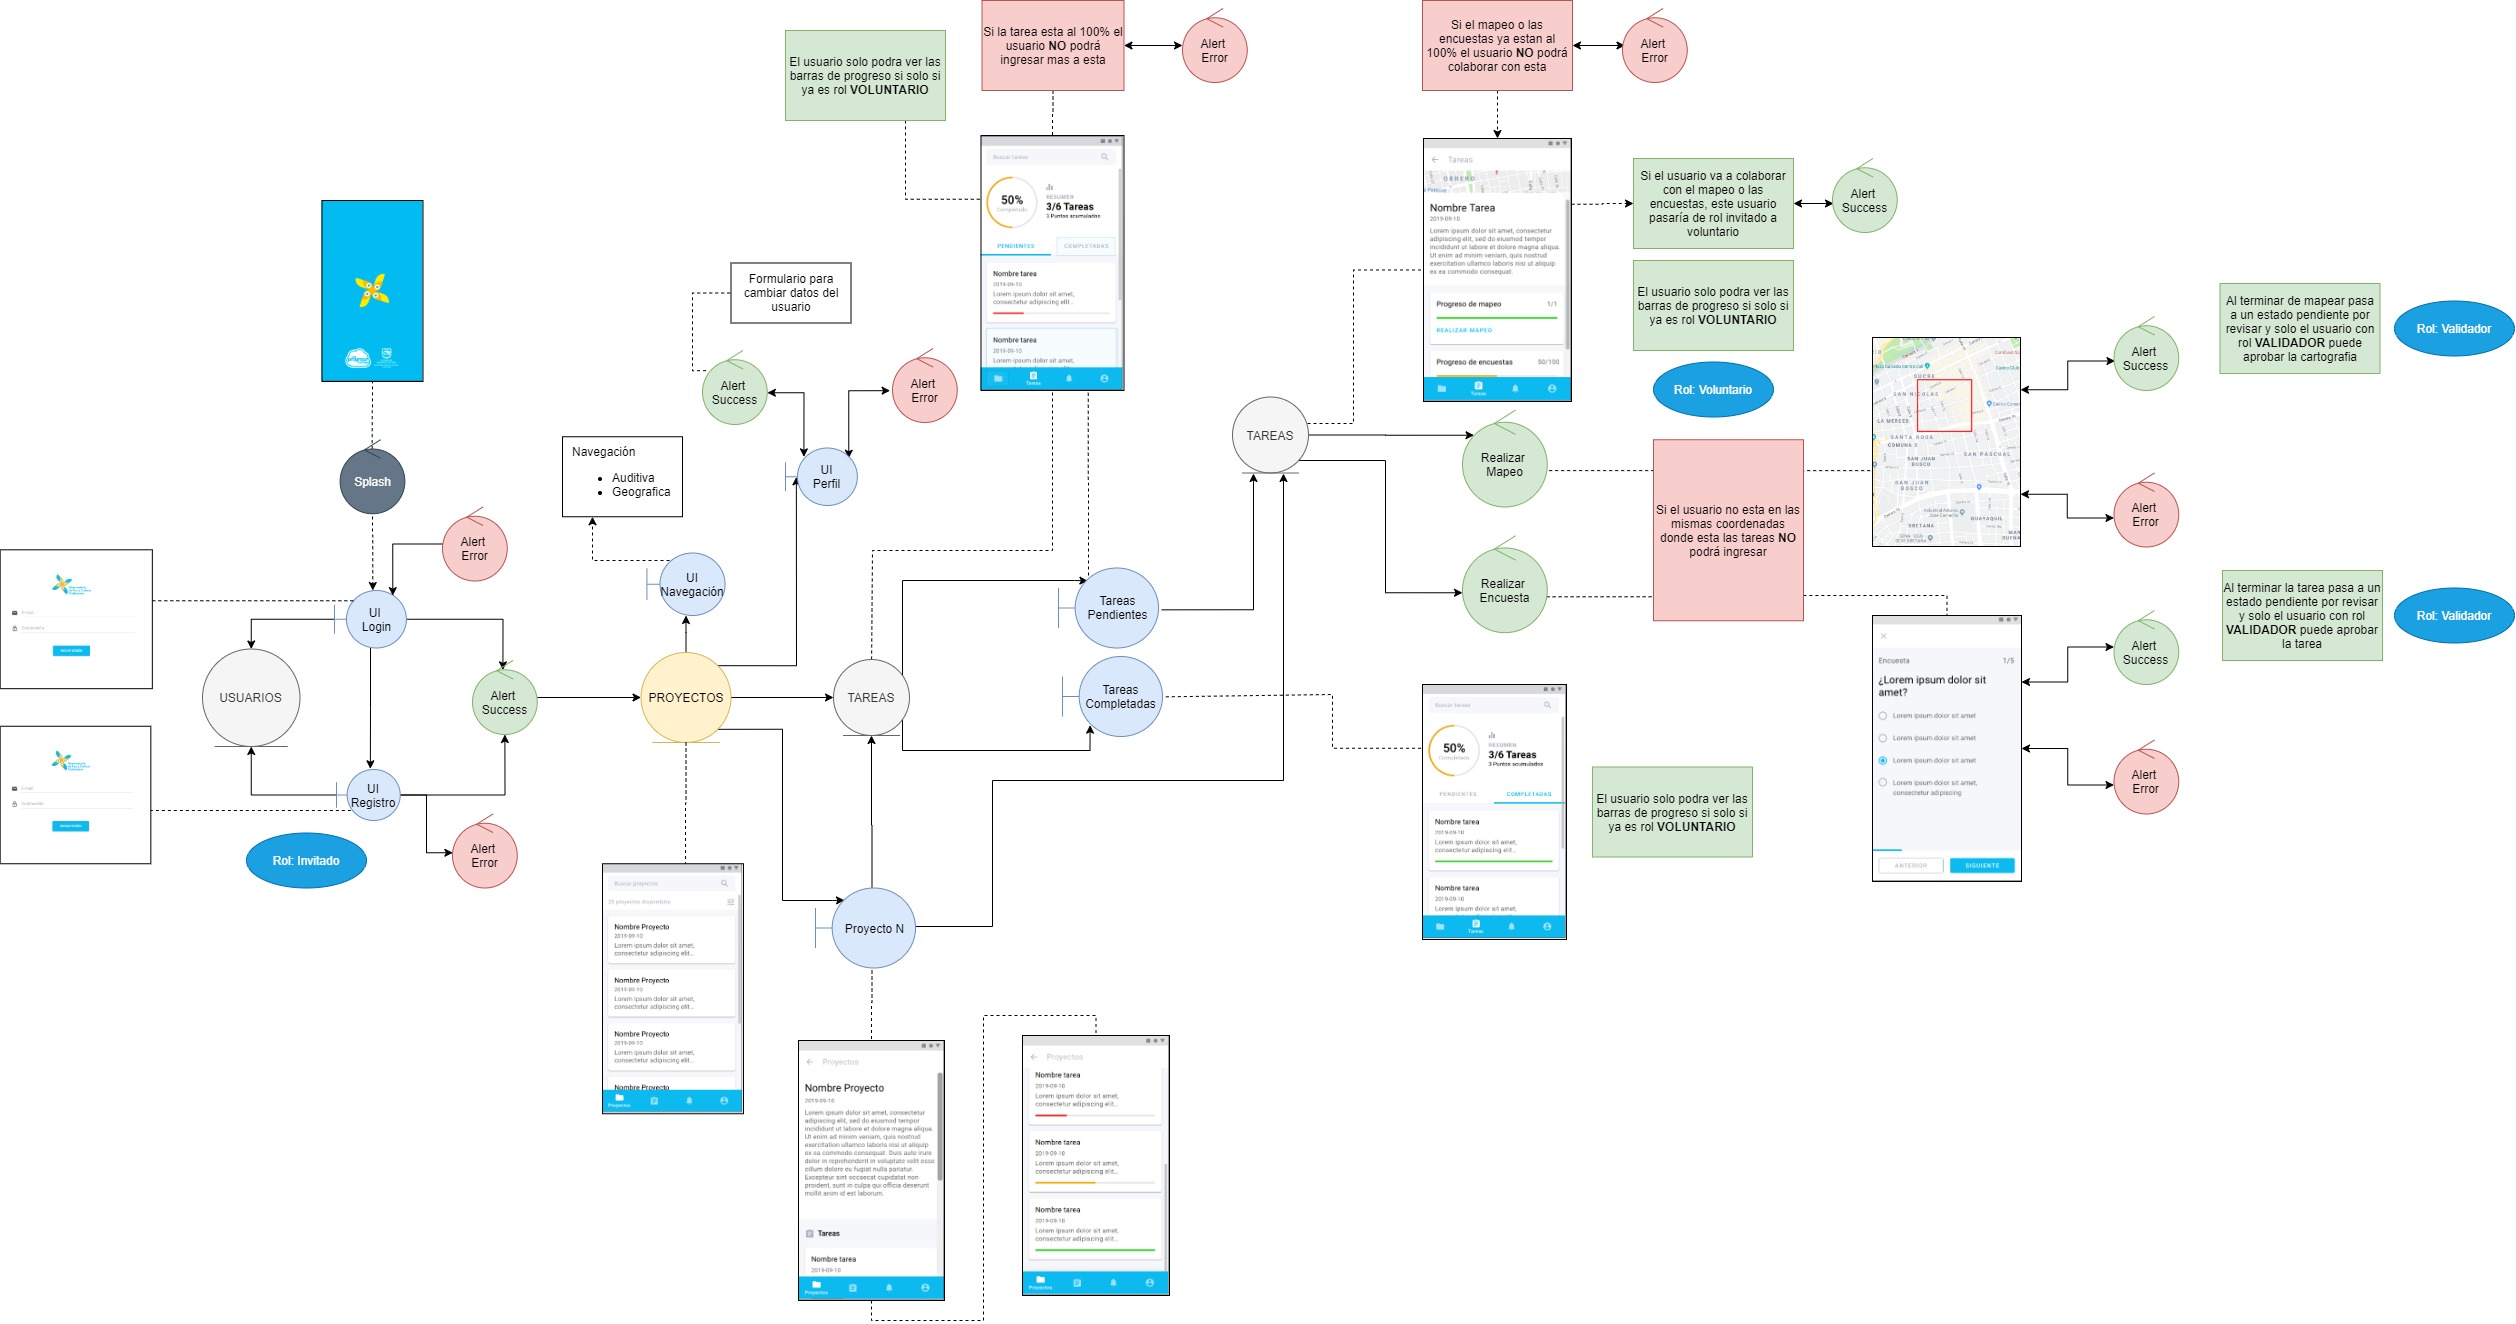 El usuario solo podra ver las
barras de progreso si solo si
ya es rol VOLUNTARIO
Si la tarea esta al 100% el
usuario NO podrá
ingresar mas a esta
Alert
Error
Si el mapeo o las
encuestas ya estan al
100% el usuario NO podrá
colaborar con esta
Alert
Error
Buscar tareas
50%
Completado
RESUMEN
3/6 Tareas
3 Puntos acumulados
PENDIENTES
COMPLETADAS
Nombre tarea
2019-09-10
Lorem ipsum dolor sit amet,
consectetur adipiscing elit...
Nombre tarea
2019-09-10
Lorem ipsum dolor sit amet,
consectetur adipiscing elit...
Tareas
Tareas
OBRERO
Nombre Tarea
2019-09-10
Lorem ipsum dolor sit amet, consectetur
adipiscing elit, sed do eiusmod tempor
incididunt ut labore et dolore magna aliqua.
Ut enim ad minim veniam, quis nostrud
exercitation ullamco laboris nisi ut aliquip
ex ea commodo consequat.
Progreso de mapeo 1/1
REALIZAR MAPEO
Progreso de encuestas 50/100
Tareas
Si el usuario va a colaborar
con el mapeo o las
encuestas, este usuario
pasaría de rol invitado a
voluntario
Alert
Success
El usuario solo podra ver las
barras de progreso si solo si
ya es rol VOLUNTARIO
Rol: Voluntario
Formulario para
cambiar datos del
usuario
Alert
Success
Alert
Error
UI
Perfil
Navegación
Auditiva
Geografica
UI
Navegación
Splash
Alert
Error
UI
Login
USUARIOS
Alert
Success
UI
Registro
Alert
Error
Rol: Invitado
PROYECTOS
TAREAS
Tareas
Pendientes
Tareas
Completadas
Proyecto N
TAREAS
Realizar
Mapeo
Realizar
Encuesta
Si el usuario no esta en las
mismas coordenadas
donde esta las tareas NO
podrá ingresar
SUCRE
SAN NICOLAS
LA MERCED
SANTA ROSA
COMUNA 3
SAN JUAN
BOSCO
SAN PASCUAL
SAN JUAN
BOSCO
GUAYAQUIL
BRETANA
Alert
Success
Alert
Error
Al terminar de mapear pasa
a un estado pendiente por
revisar y solo el usuario con
rol VALIDADOR puede
aprobar la cartografia
Rol: Validador
Al terminar la tarea pasa a un
estado pendiente por revisar
y solo el usuario con rol
VALIDADOR puede aprobar
la tarea
Rol: Validador
Encuesta 1/5
¿Lorem ipsum dolor sit
amet?
Lorem ipsum dolor sit amet
Lorem ipsum dolor sit amet
Lorem ipsum dolor sit amet
Lorem ipsum dolor sit amet,
consectetur adipiscing
ANTERIOR
SIGUIENTE
Alert
Success
Alert
Error
Buscar tareas
50%
Completado
RESUMEN
3/6 Tareas
3 Puntos acumulados
PENDIENTES
COMPLETADAS
Nombre tarea
2019-09-10
Lorem ipsum dolor sit amet,
consectetur adipiscing elit...
Nombre tarea
2019-09-10
Lorem ipsum dolor sit amet,
Tareas
El usuario solo podra ver las
barras de progreso si solo si
ya es rol VOLUNTARIO
Buscar proyectos
Nombre Proyecto
2019-09-10
Lorem ipsum dolor sit amet,
consectetur adipiscing elit...
Nombre Proyecto
2019-09-10
Lorem ipsum dolor sit amet,
consectetur adipiscing elit...
Nombre Proyecto
2019-09-10
Lorem ipsum dolor sit amet,
consectetur adipiscing elit...
Nombre Proyecto
Proyectos
Proyectos
Nombre Proyecto
2019-09-10
Lorem ipsum dolor sit amet, consectetur
adipiscing elit, sed do eiusmod tempor
incididunt ut labore et dolore magna aliqua.
Ut enim ad minim veniam, quis nostrud
exercitation ullamco laboris nisi ut aliquip
ex ea commodo consequat. Duis aute irure
dolor in reprehenderit in voluptate velit esse
cillum dolore eu fugiat nulla pariatur.
Excepteur sint occaecat cupidatat non
proident, sunt in culpa qui officia deserunt
mollit anim id est laborum.
Tareas
Nombre tarea
2019-09-10
Proyectos
Proyectos
Nombre tarea
2019-09-10
Lorem ipsum dolor sit amet,
consectetur adipiscing elit...
Nombre tarea
2019-09-10
Lorem ipsum dolor sit amet,
consectetur adipiscing elit...
Nombre tarea
2019-09-10
Lorem ipsum dolor sit amet,
consectetur adipiscing elit...
Proyectos